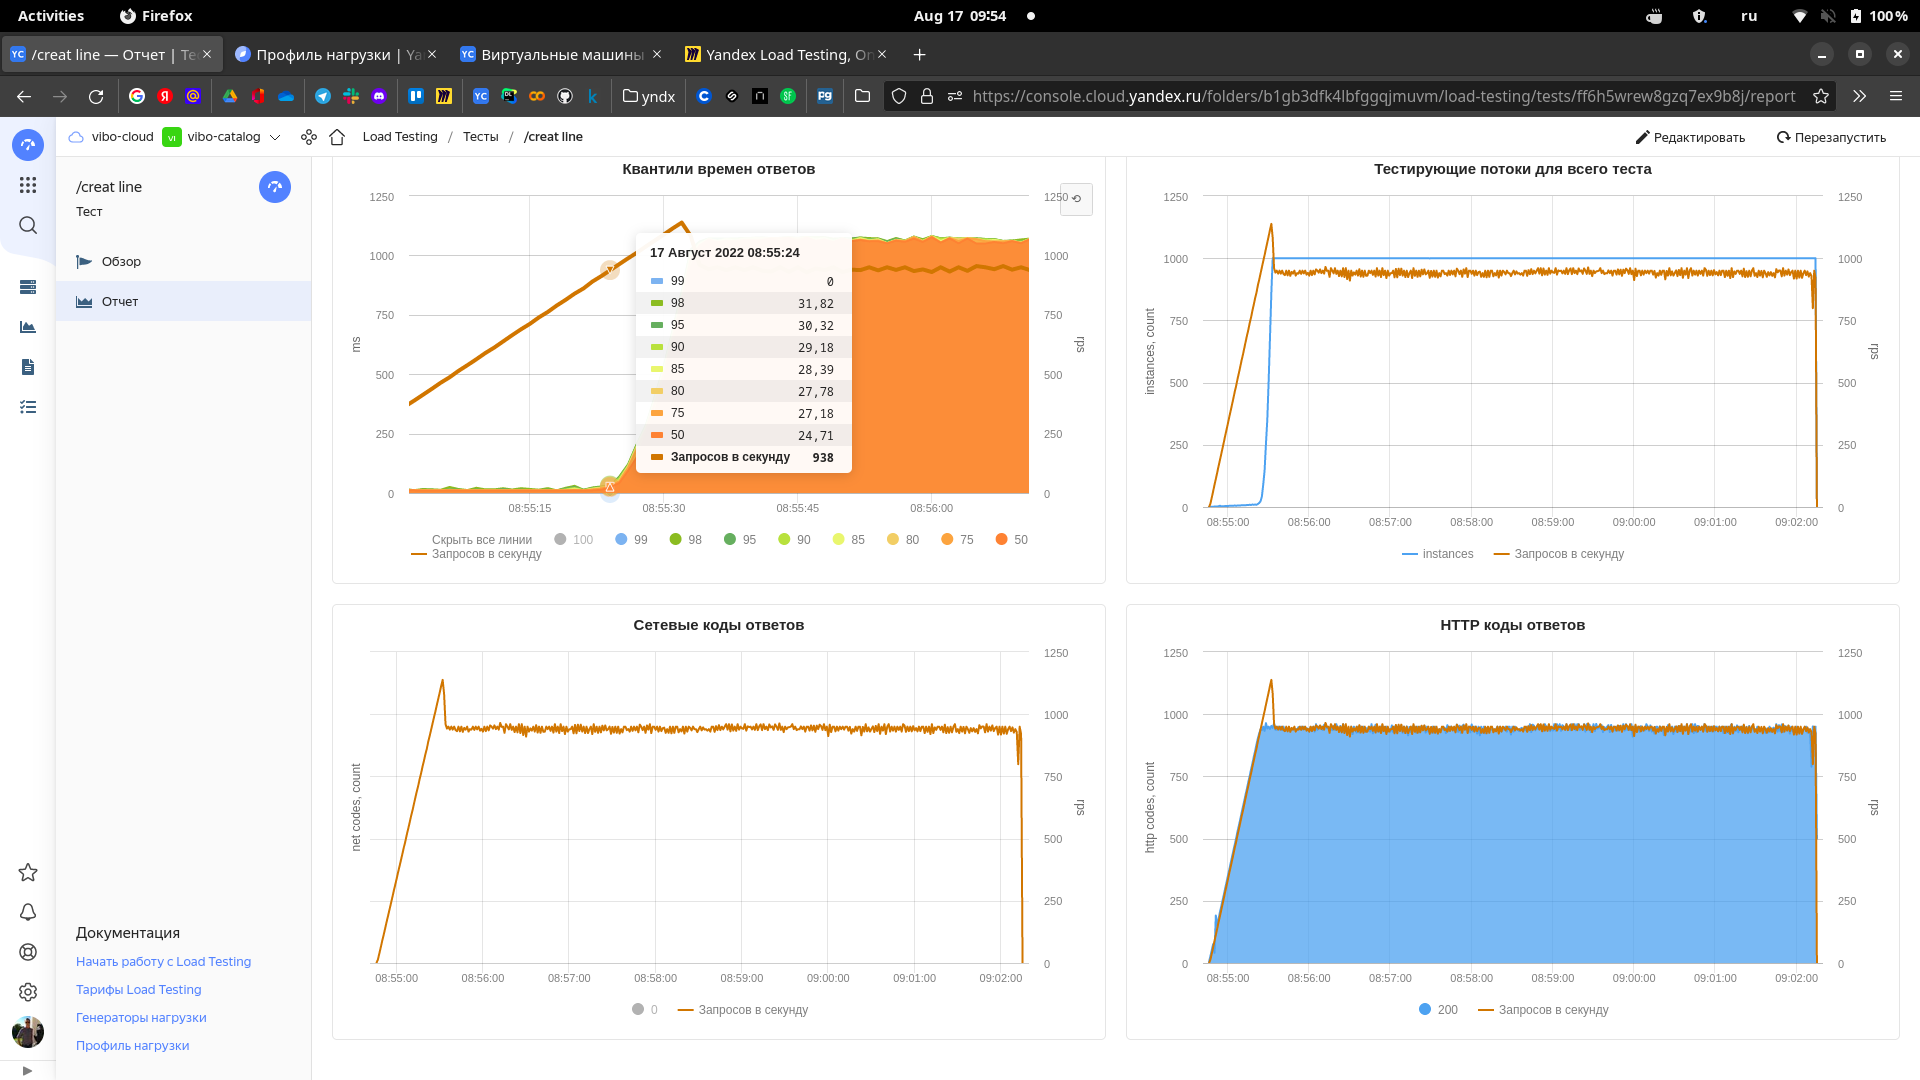 Activities
Firefox
Aug 17 09:54
ru
100 %
/creat line — Отчет | Te
Профиль нагрузки | Ya
Виртуальные машины
Yandex Load Testing, On
yndx
https://console.cloud.yandex.ru/folders/b1gb3dfk4lbfggqjmuvm/load-testing/tests/ff6h5wrew8gzq7ex9b8j/report
vibo-cloud
VI
vibo-catalog
Load Testing / Тесты / /creat line
Редактировать
Перезапустить
/creat line
Тест
Обзор
Отчет
Документация
Начать работу с Load Testing
Тарифы Load Testing
Генераторы нагрузки
Профиль нагрузки
Квантили времен ответов
1250
1000
750
500
250
0
ms
1250
1000
750
500
250
0
rps
17 Август 2022 08:55:24
99 0
98 31,82
95 30,32
90 29,18
85 28,39
80 27,78
75 27,18
50 24,71
Запросов в секунду 938
08:55:15 08:55:30 08:55:45 08:56:00
Скрыть все линии 100 99 98 95 90 85 80 75 50
Запросов в секунду
Тестирующие потоки для всего теста
1250
1000
750
500
250
0
instances, count
1250
1000
750
500
250
0
rps
08:55:00 08:56:00 08:57:00 08:58:00 08:59:00 09:00:00 09:01:00 09:02:00
instances Запросов в секунду
Сетевые коды ответов
net codes, count
1250
1000
750
500
250
0
rps
08:55:00 08:56:00 08:57:00 08:58:00 08:59:00 09:00:00 09:01:00 09:02:00
0 Запросов в секунду
HTTP коды ответов
1250
1000
750
500
250
0
http codes, count
1250
1000
750
500
250
0
rps
08:55:00 08:56:00 08:57:00 08:58:00 08:59:00 09:00:00 09:01:00 09:02:00
200 Запросов в секунду